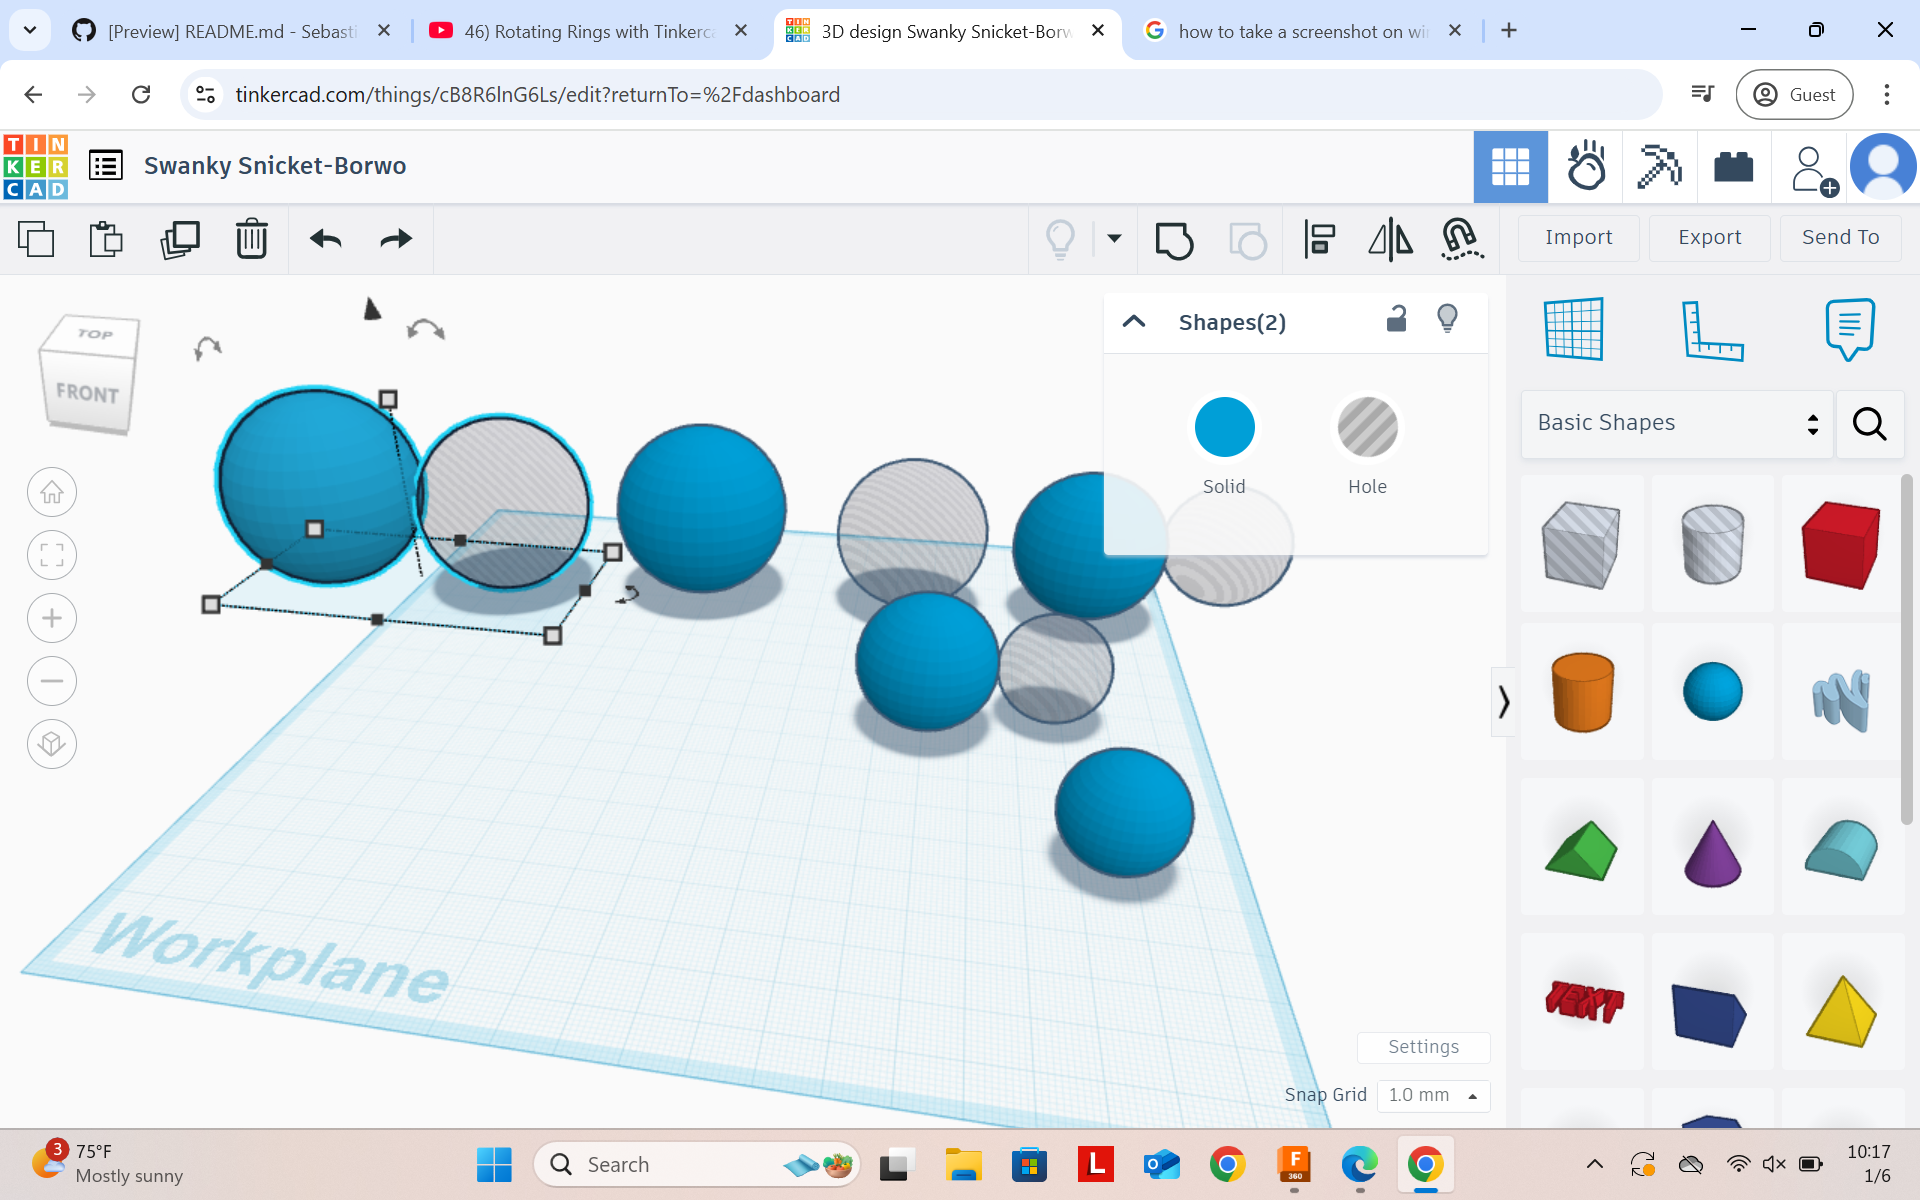 [Preview] README.md - Sebasti
46) Rotating Rings with Tinkerca
3D design Swanky Snicket-Borw
how to take a screenshot on wi
tinkercad.com/things/cB8R6lnG6Ls/edit?returnTo=%2Fdashboard
Guest
TIN
KER
CAD
Swanky Snicket-Borwo
Import
Export
Send To
TOP
FRONT
Shapes(2)
Solid
Hole
Basic Shapes
TEXT
Workplane
Settings
Snap Grid
1.0 mm
3
75°F
Mostly sunny
Search
L
F
360
10:17
1/6